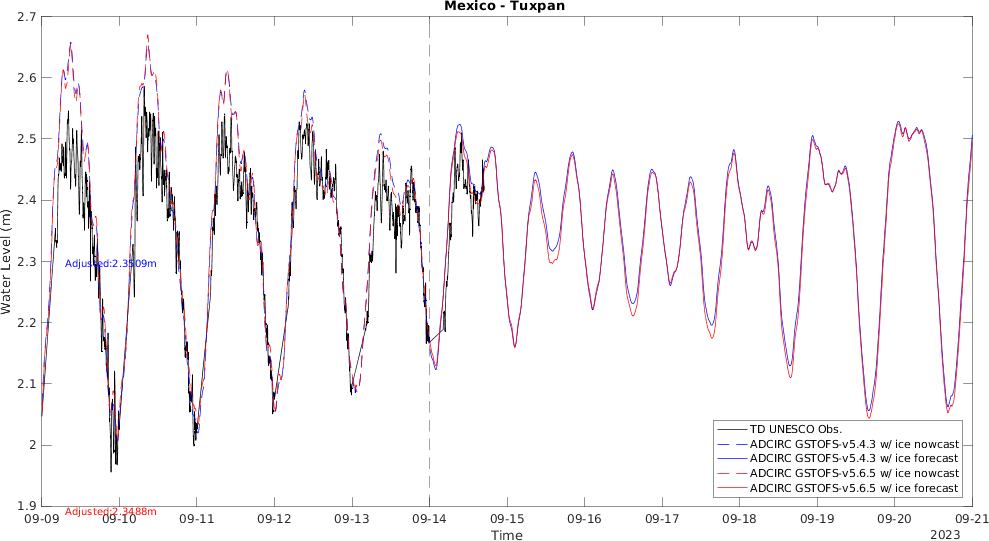 Mexico - Tuxpan
Water Level (m)
2.7
2.6
2.5
2.4
2.3
2.2
2.1
2
1.9
Adjusted:2.3509m
Adjusted:2.3488m
TD UNESCO Obs.
ADCIRC GSTOFS-v5.4.3 w/ ice nowcast
ADCIRC GSTOFS-v5.4.3 w/ ice forecast
ADCIRC GSTOFS-v5.6.5 w/ ice nowcast
ADCIRC GSTOFS-v5.6.5 w/ ice forecast
09-09 09-10 09-11 09-12 09-13 09-14 09-15 09-16 09-17 09-18 09-19 09-20 09-21
Time
2023